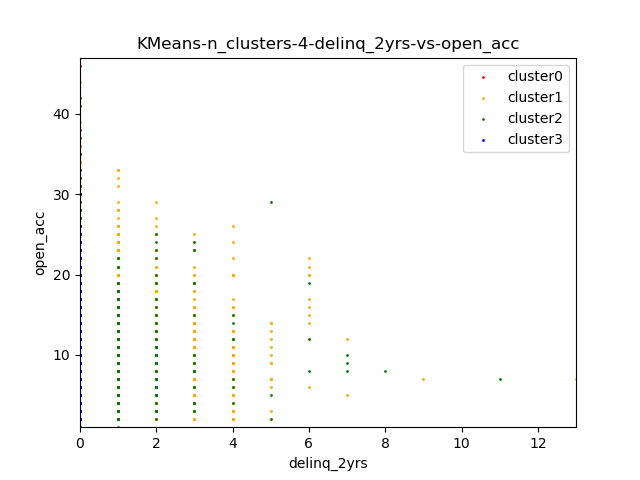 KMeans-n_clusters-4-delinq_2yrs-vs-open_acc
cluster0
cluster1
cluster2
cluster3
40
30
20
10
open_acc
0 2 4 6 8 10 12
delinq_2yrs